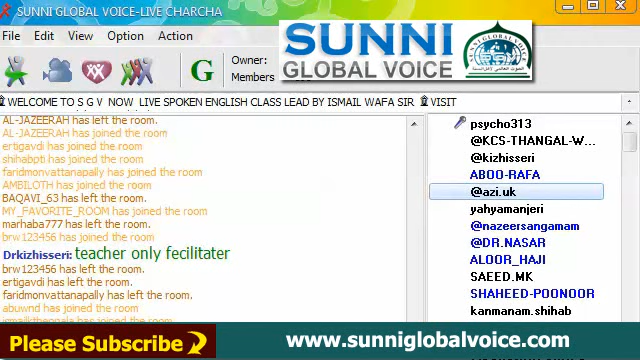 SUNNI GLOBAL VOICE-LIVE CHARCHA
File Edit View Option Action
SUNNI
GLOBAL VOICE
SUNNI GLOBAL VOICE
G
Owner:
Members
WELCOME TO S G V NOW LIVE SPOKEN ENGLISH CLASS LEAD BY ISMAIL WAFA SIR VISIT
AL-JAZEERAH has left the room.
AL-JAZEERAH has joined the room
ertigavdi has joined the room
shihabpti has joined the room
faridmonvattanapally has joined the room
AMBILOTH has joined the room
BAQAVI_63 has left the room.
MY_FAVORITE_ROOM has joined the room
marhaba777 has left the room.
brw123456 has joined the room
Drkizhisseri: teacher only fecilitater
brw123456 has left the room.
ertigavdi has left the room.
faridmonvattanapally has left the room.
abuwnd has joined the room
psycho313
@KCS-THANGAL-W...
@kizhisseri
ABOO-RAFA
@azi.uk
yahyamanjeri
@nazeersangamam
@DR.NASAR
ALOOR_HAJI
SAEED.MK
SHAHEED-POONOOR
kanmanam.shihab
Please Subscribe
www.sunniglobalvoice.com